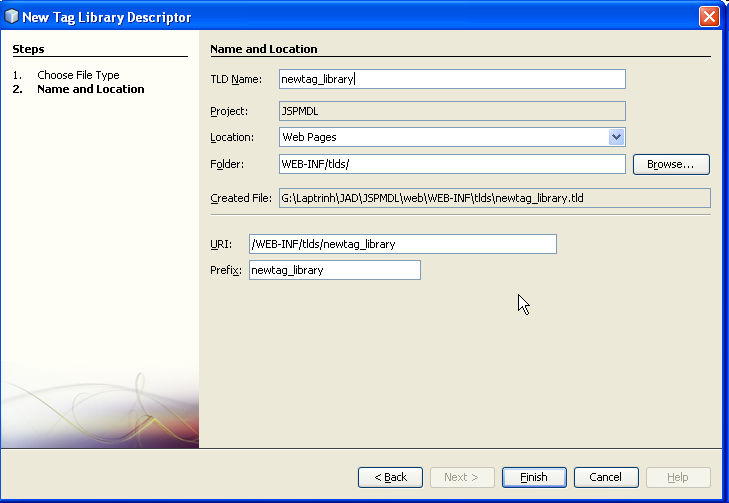 New Tag Library Descriptor
Steps
1. Choose File Type
2. Name and Location
Name and Location
TLD Name: newtag_library
Project: JSPMDL
Location: Web Pages
Folder: WEB-INF/tlds/ Browse...
Created File: G:\Laptrinh\JAD\JSPMDL\web\WEB-INF\tlds\newtag_library.tld
URI: /WEB-INF/tlds/newtag_library
Prefix: newtag_library
< Back Next > Finish Cancel Help